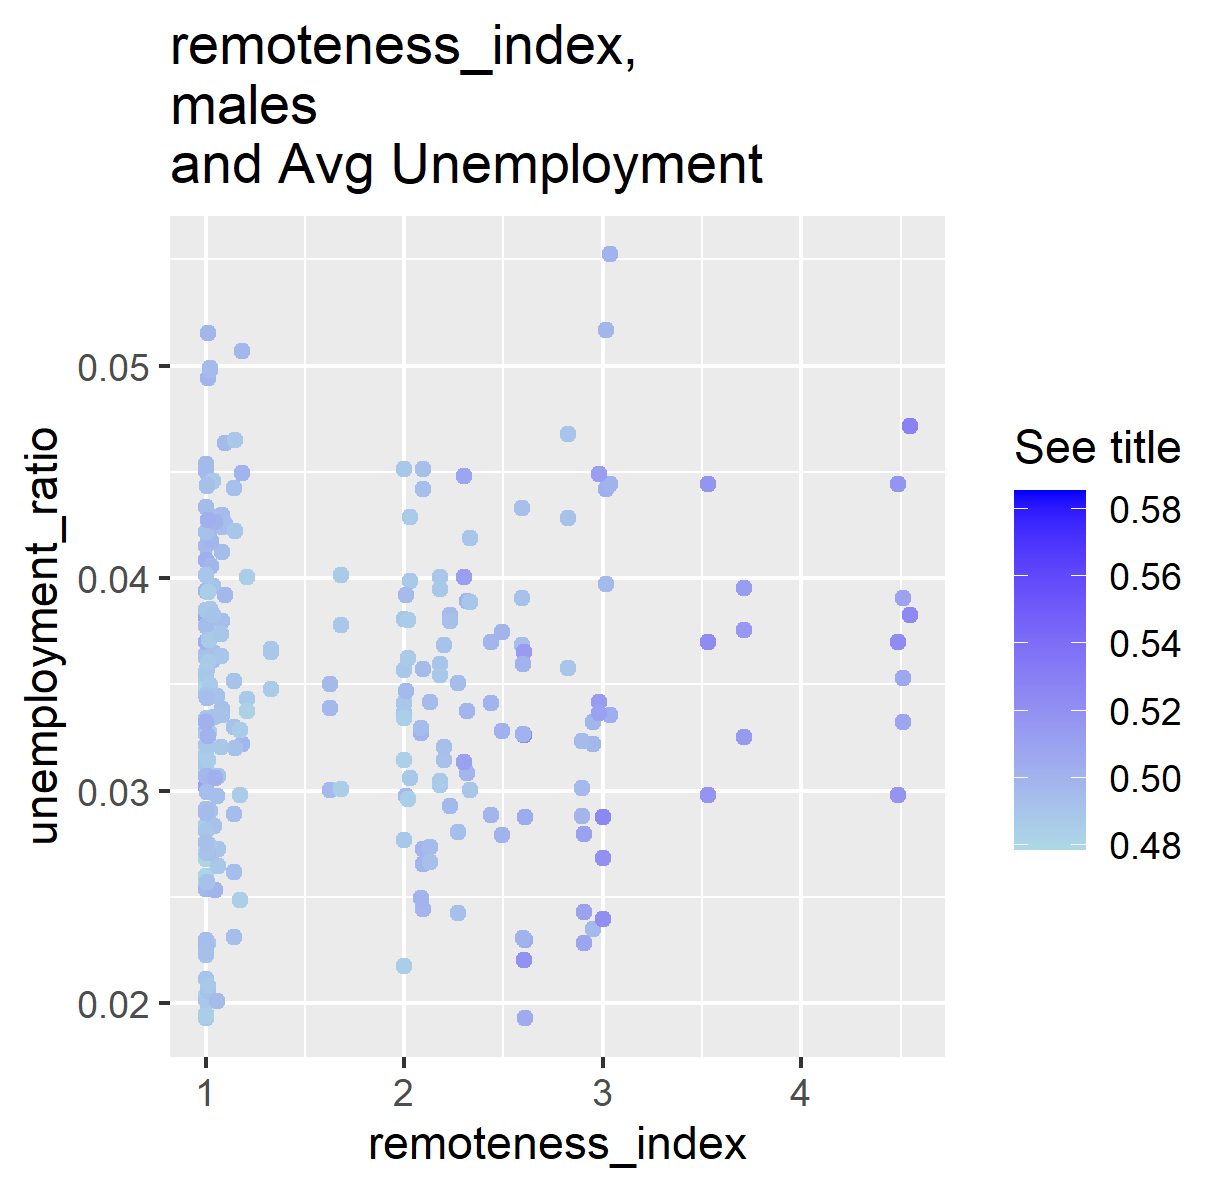 remoteness_index,
males
and Avg Unemployment
unemployment_ratio
0.05
0.04
0.03
0.02
1 2 3 4
remoteness_index
See title
0.58
0.56
0.54
0.52
0.50
0.48